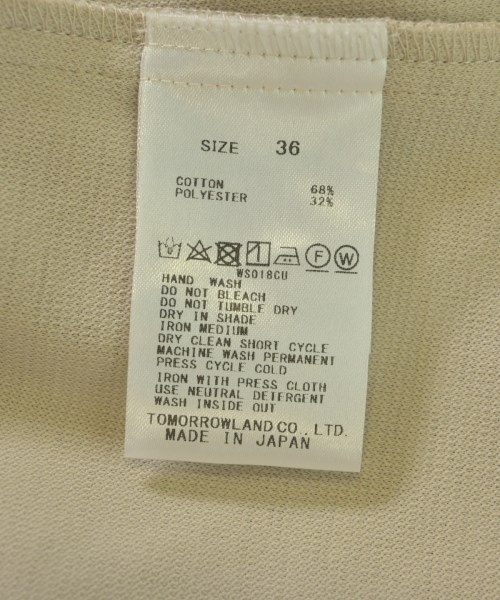 SIZE 36
COTTON 68%
POLYESTER 32%
F W
WS018CU
HAND WASH
DO NOT BLEACH
DO NOT TUMBLE DRY
DRY IN SHADE
IRON MEDIUM
DRY CLEAN SHORT CYCLE
MACHINE WASH PERMANENT
PRESS CYCLE COLD
IRON WITH PRESS CLOTH
USE NEUTRAL DETERGENT
WASH INSIDE OUT
TOMORROWLAND CO., LTD.
MADE IN JAPAN